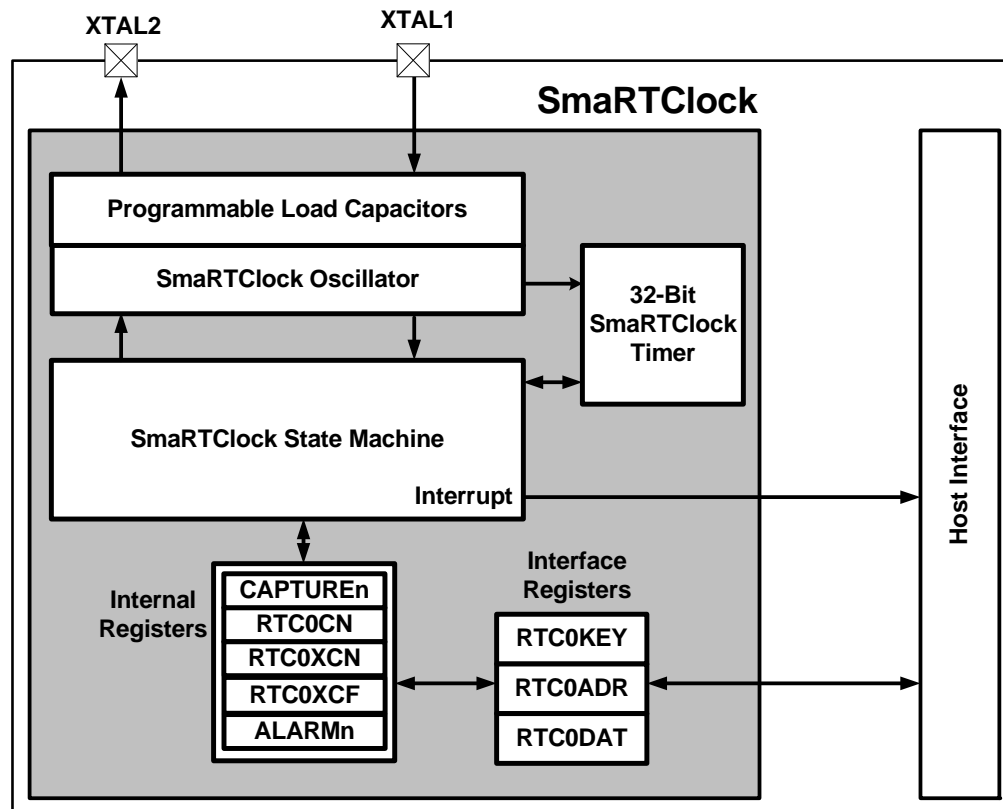 XTAL2
XTAL1
SmaRTClock
Programmable Load Capacitors
SmaRTClock Oscillator
32-Bit
SmaRTClock
Timer
SmaRTClock State Machine
Interrupt
Host Interface
Internal
Registers
CAPTUREn
RTC0CN
RTC0XCN
RTC0XCF
ALARMn
Interface
Registers
RTC0KEY
RTC0ADR
RTC0DAT